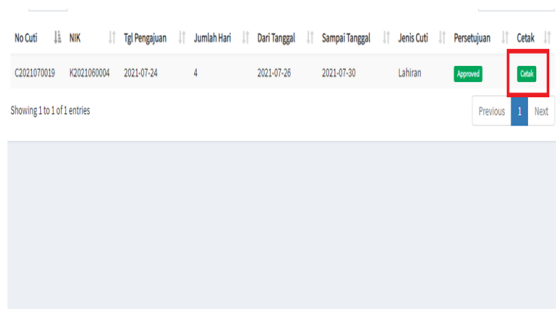 No Cuti NIK Tgl Pengajuan Jumlah Hari Dari Tanggal Sampai Tanggal Jenis Cuti Persetujuan Cetak
C2021070019 K2021060004 2021-07-24 4 2021-07-26 2021-07-30 Lahiran Approved Cetak
Showing 1 to 1 of 1 entries
Previous 1 Next